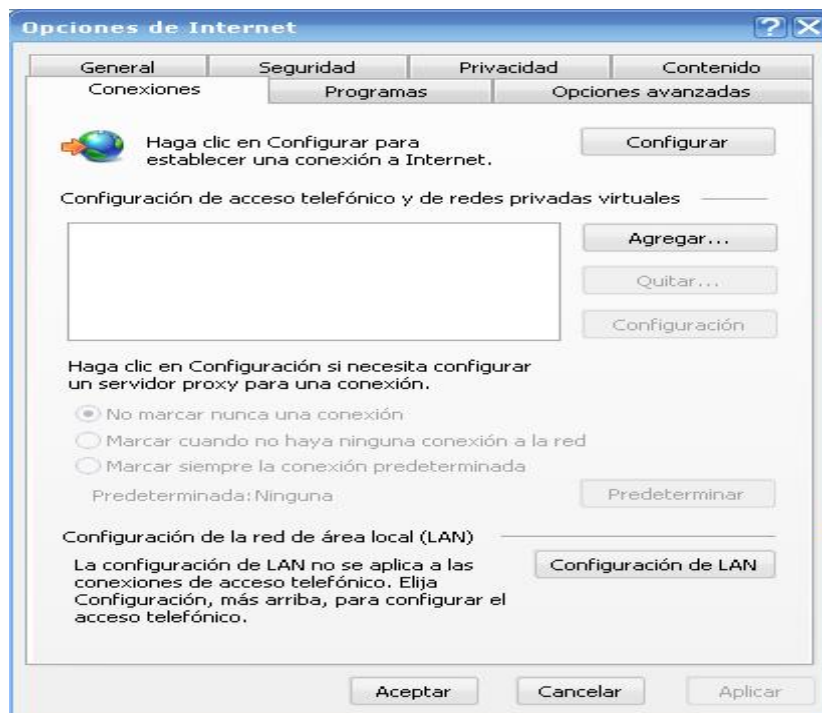 Opciones de Internet
General
Seguridad
Privacidad
Contenido
Conexiones
Programas
Opciones avanzadas
Haga clic en Configurar para
establecer una conexión a Internet.
Configurar
Configuración de acceso telefónico y de redes privadas virtuales
Agregar...
Quitar...
Configuración
Haga clic en Configuración si necesita configurar
un servidor proxy para una conexión.
No marcar nunca una conexión
Marcar cuando no haya ninguna conexión a la red
Marcar siempre la conexión predeterminada
Predeterminada: Ninguna
Predeterminar
Configuración de la red de área local (LAN)
La configuración de LAN no se aplica a las
conexiones de acceso telefónico. Elija
Configuración, más arriba, para configurar el
acceso telefónico.
Configuración de LAN
Aceptar
Cancelar
Aplicar